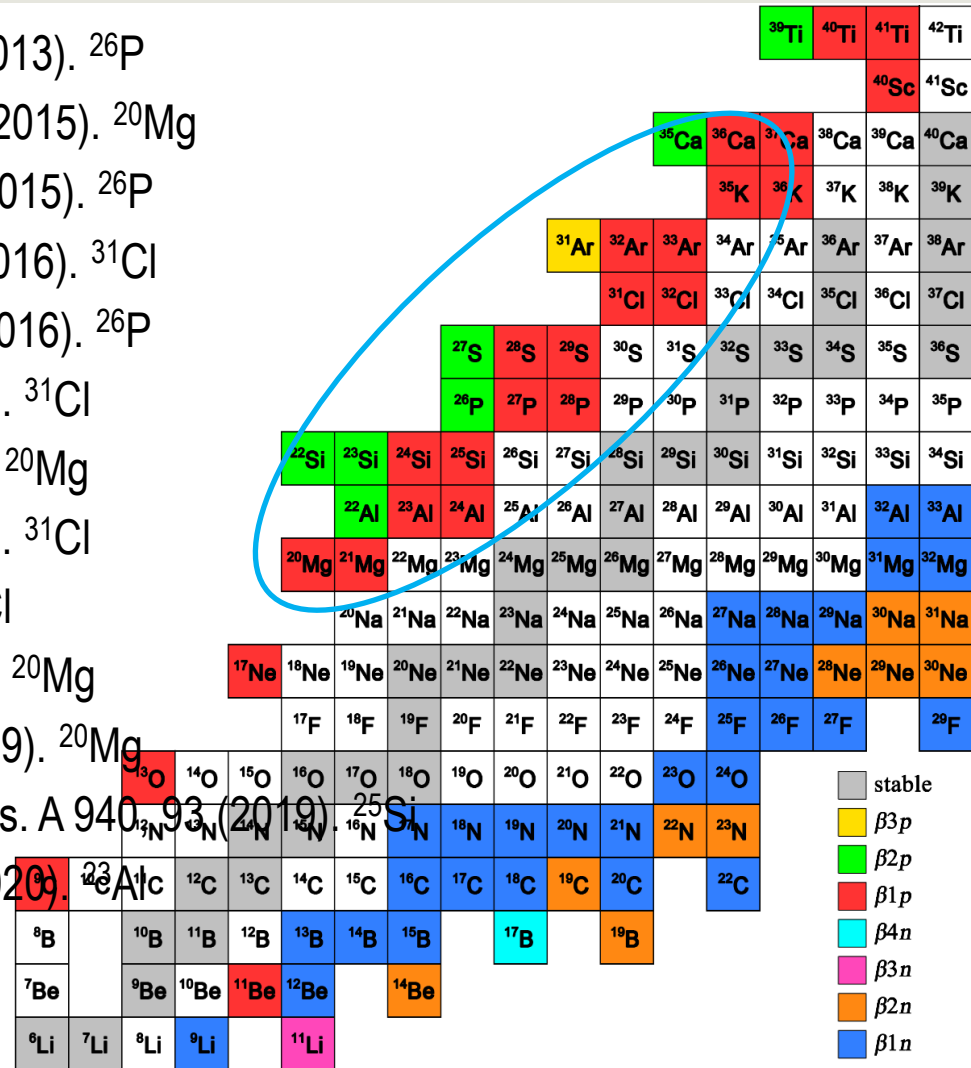 013). ²⁶P
2015). ²⁰Mg
015). ²⁶P
016). ³¹Cl
016). ²⁶P
. ³¹Cl
²⁰Mg
. ³¹Cl
Cl
. ²⁰Mg
9). ²⁰Mg
s. A 940, 93 (2019). ²⁵Si
020). ²³Al
³⁹Ti ⁴⁰Ti ⁴¹Ti ⁴²Ti
⁴⁰Sc ⁴¹Sc
³⁵Ca ³⁶Ca ³⁷Ca ³⁸Ca ³⁹Ca ⁴⁰Ca
³⁵K ³⁶K ³⁷K ³⁸K ³⁹K
³¹Ar ³²Ar ³³Ar ³⁴Ar ³⁵Ar ³⁶Ar ³⁷Ar ³⁸Ar
³¹Cl ³²Cl ³³Cl ³⁴Cl ³⁵Cl ³⁶Cl ³⁷Cl
²⁷S ²⁸S ²⁹S ³⁰S ³¹S ³²S ³³S ³⁴S ³⁵S ³⁶S
²⁶P ²⁷P ²⁸P ²⁹P ³⁰P ³¹P ³²P ³³P ³⁴P ³⁵P
²²Si ²³Si ²⁴Si ²⁵Si ²⁶Si ²⁷Si ²⁸Si ²⁹Si ³⁰Si ³¹Si ³²Si ³³Si ³⁴Si
²²Al ²³Al ²⁴Al ²⁵Al ²⁶Al ²⁷Al ²⁸Al ²⁹Al ³⁰Al ³¹Al ³²Al ³³Al
²⁰Mg ²¹Mg ²²Mg ²³Mg ²⁴Mg ²⁵Mg ²⁶Mg ²⁷Mg ²⁸Mg ²⁹Mg ³⁰Mg ³¹Mg ³²Mg
²⁰Na ²¹Na ²²Na ²³Na ²⁴Na ²⁵Na ²⁶Na ²⁷Na ²⁸Na ²⁹Na ³⁰Na ³¹Na
¹⁷Ne ¹⁸Ne ¹⁹Ne ²⁰Ne ²¹Ne ²²Ne ²³Ne ²⁴Ne ²⁵Ne ²⁶Ne ²⁷Ne ²⁸Ne ²⁹Ne ³⁰Ne
¹⁷F ¹⁸F ¹⁹F ²⁰F ²¹F ²²F ²³F ²⁴F ²⁵F ²⁶F ²⁷F ²⁹F
¹³O ¹⁴O ¹⁵O ¹⁶O ¹⁷O ¹⁸O ¹⁹O ²⁰O ²¹O ²²O ²³O ²⁴O
¹²N ¹³N ¹⁴N ¹⁵N ¹⁶N ¹⁸N ¹⁹N ²⁰N ²¹N ²²N ²³N
¹¹C ¹²C ¹³C ¹⁴C ¹⁵C ¹⁶C ¹⁷C ¹⁸C ¹⁹C ²⁰C ²²C
⁸B ¹⁰B ¹¹B ¹²B ¹³B ¹⁴B ¹⁵B ¹⁷B ¹⁹B
⁷Be ⁹Be ¹⁰Be ¹¹Be ¹²Be ¹⁴Be
⁶Li ⁷Li ⁸Li ⁹Li ¹¹Li
stable
β3p
β2p
β1p
β4n
β3n
β2n
β1n